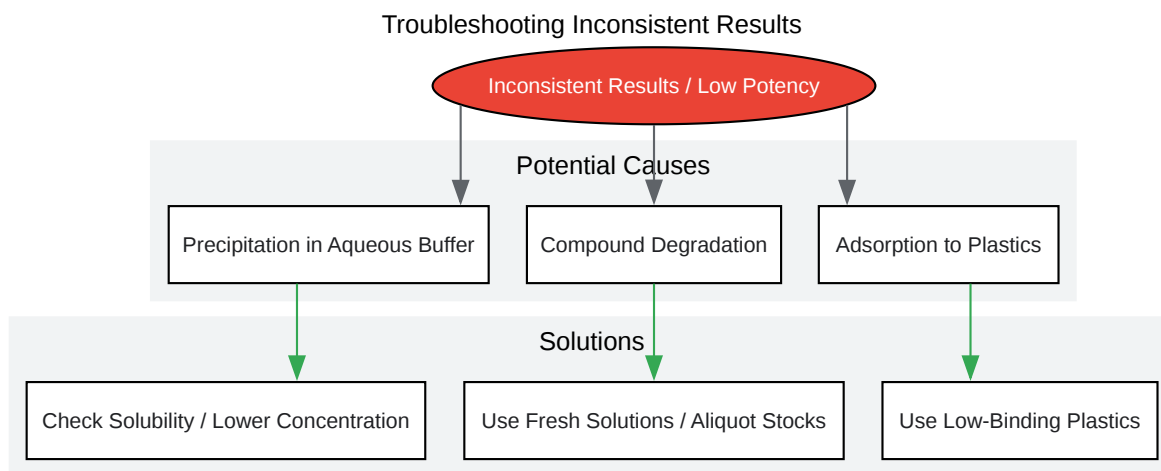 Troubleshooting Inconsistent Results
Inconsistent Results / Low Potency
Potential Causes
Precipitation in Aqueous Buffer
Compound Degradation
Adsorption to Plastics
Solutions
Check Solubility / Lower Concentration
Use Fresh Solutions / Aliquot Stocks
Use Low-Binding Plastics